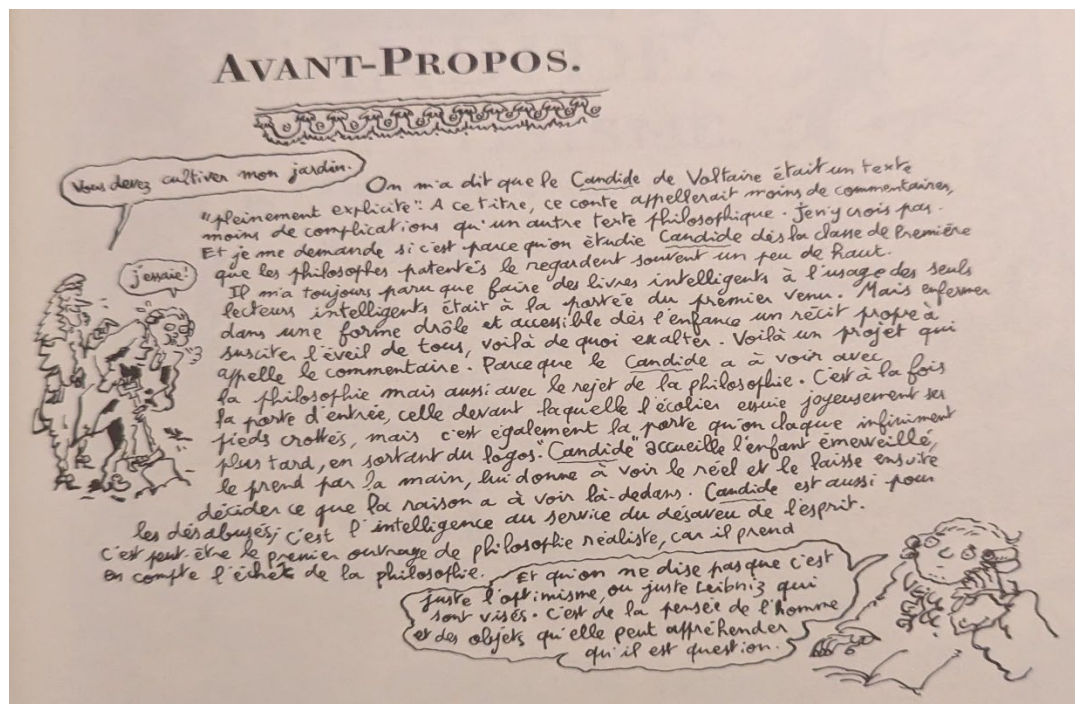 AVANT-PROPOS.
Vous devez cultiver mon jardin.
j'essaie!
On m'a dit que le Candide de Voltaire était un texte
"pleinement explicite". A ce titre, ce conte appellerait moins de commentaires,
moins de complications qu'un autre texte philosophique. Je n'y crois pas.
Et je me demande si c'est parce qu'on étudie Candide dès la classe de Première
que les philosophes patentés le regardent souvent un peu de haut.
Il m'a toujours paru que faire des livres intelligents à l'usage des seuls
lecteurs intelligents était à la portée du premier venu. Mais enfermer
dans une forme drôle et accessible dès l'enfance un récit propre à
susciter l'éveil de tous, voilà de quoi exalter. Voilà un projet qui
appelle le commentaire. Parce que le Candide a à voir avec
la philosophie mais aussi avec le rejet de la philosophie. C'est à la fois
la porte d'entrée, celle devant laquelle l'écolier essuie joyeusement ses
pieds crottés, mais c'est également la porte qu'on claque infiniment
plus tard, en sortant du logos. "Candide" accueille l'enfant émerveillé,
le prend par la main, lui donne à voir le réel et le laisse ensuite
décider ce que la raison a à voir là-dedans. Candide est aussi pour
les désabusés; c'est l'intelligence au service du désaveu de l'esprit.
C'est peut-être le premier ouvrage de philosophie réaliste, car il prend
en compte l'échec de la philosophie.
Et qu'on ne dise pas que c'est
juste l'optimisme, ou juste Leibniz qui
sont visés. C'est de la pensée de l'homme
et des objets qu'elle peut appréhender
qu'il est question.